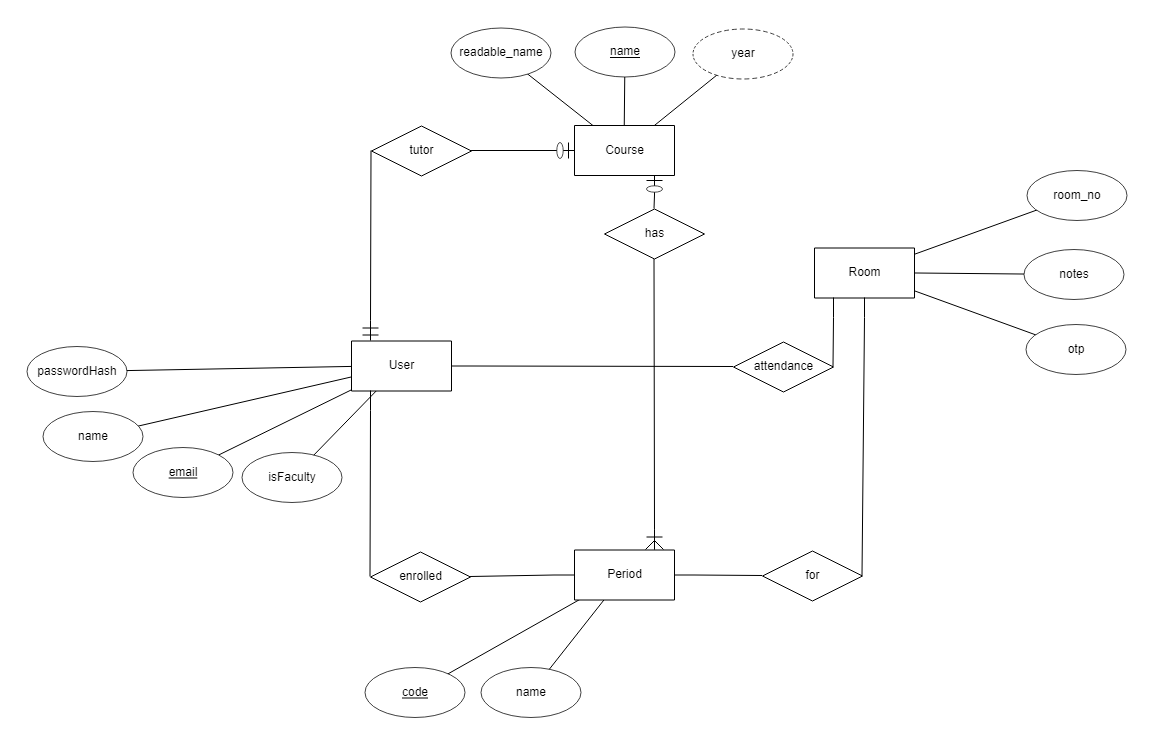 readable_name
name
year
tutor
Course
room_no
has
Room
notes
otp
User
attendance
passwordHash
name
email
isFaculty
enrolled
Period
for
code
name